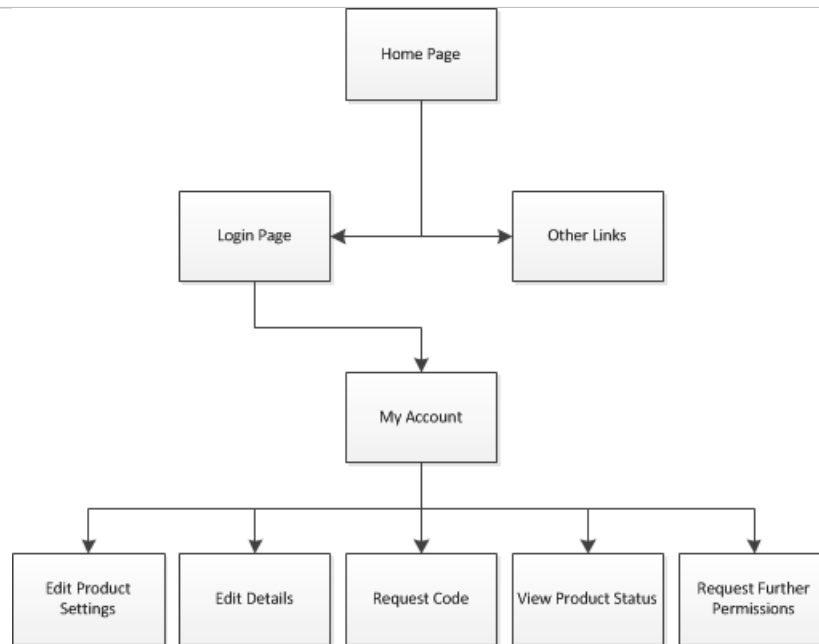 Home Page
Login Page
Other Links
My Account
Edit Product
Settings
Edit Details
Request Code
View Product Status
Request Further
Permissions